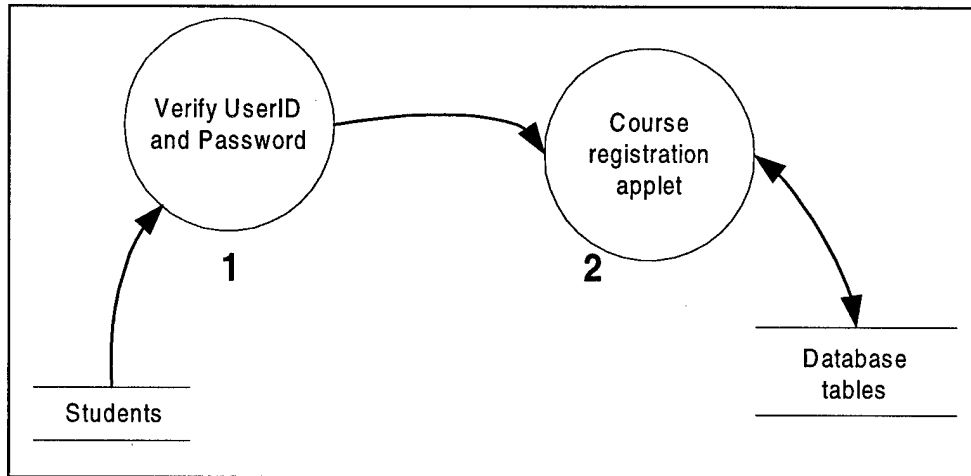 Verify UserID
and Password
1
Course
registration
applet
2
Students
Database
tables